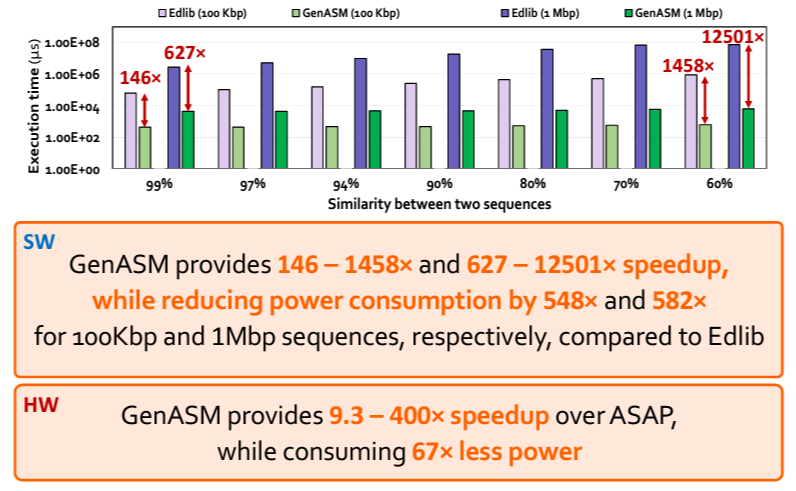 Edlib (100 Kbp) GenASM (100 Kbp) Edlib (1 Mbp) GenASM (1 Mbp)
Execution time (μs)
1.00E+08
1.00E+06
1.00E+04
1.00E+02
1.00E+00
146× 627× 1458× 12501×
99% 97% 94% 90% 80% 70% 60%
Similarity between two sequences
SW
GenASM provides 146 – 1458× and 627 – 12501× speedup,
while reducing power consumption by 548× and 582×
for 100Kbp and 1Mbp sequences, respectively, compared to Edlib
HW
GenASM provides 9.3 – 400× speedup over ASAP,
while consuming 67× less power